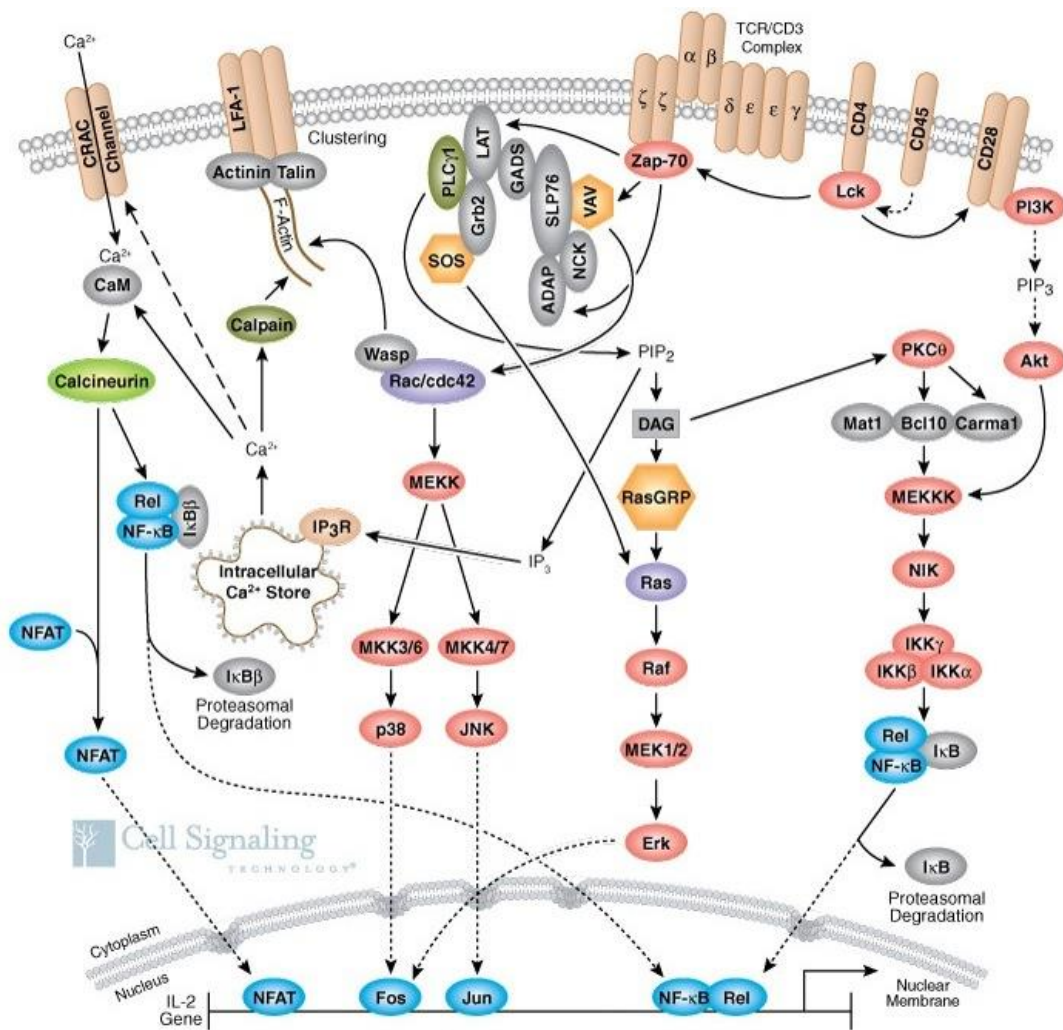 Ca²⁺
CRAC
Channel
LFA-1
Clustering
Actinin
Talin
F-Actin
TCR/CD3
Complex
α
β
ζ
ζ
δ
ε
ε
γ
CD4
CD45
CD28
Zap-70
Lck
PI3K
PLCγ1
LAT
GADS
Grb2
SLP76
VAV
NCK
ADAP
SOS
Ca²⁺
CaM
Calpain
Calcineurin
Wasp
Rac/cdc42
PIP₂
PIP₃
PKCθ
Akt
DAG
Mat1
Bcl10
Carma1
Ca²⁺
MEKK
RasGRP
MEKKK
Rel
NF-κB
IκBβ
IP₃R
IP₃
Intracellular
Ca²⁺ Store
Ras
NIK
NFAT
MKK3/6
MKK4/7
Raf
IKKγ
IKKβ
IKKα
IκBβ
Proteasomal
Degradation
p38
JNK
NFAT
MEK1/2
Rel
NF-κB
IκB
Cell Signaling
TECHNOLOGY®
Erk
IκB
Proteasomal
Degradation
Cytoplasm
Nucleus
Nuclear
Membrane
IL-2
Gene
NFAT
Fos
Jun
NF-κB
Rel